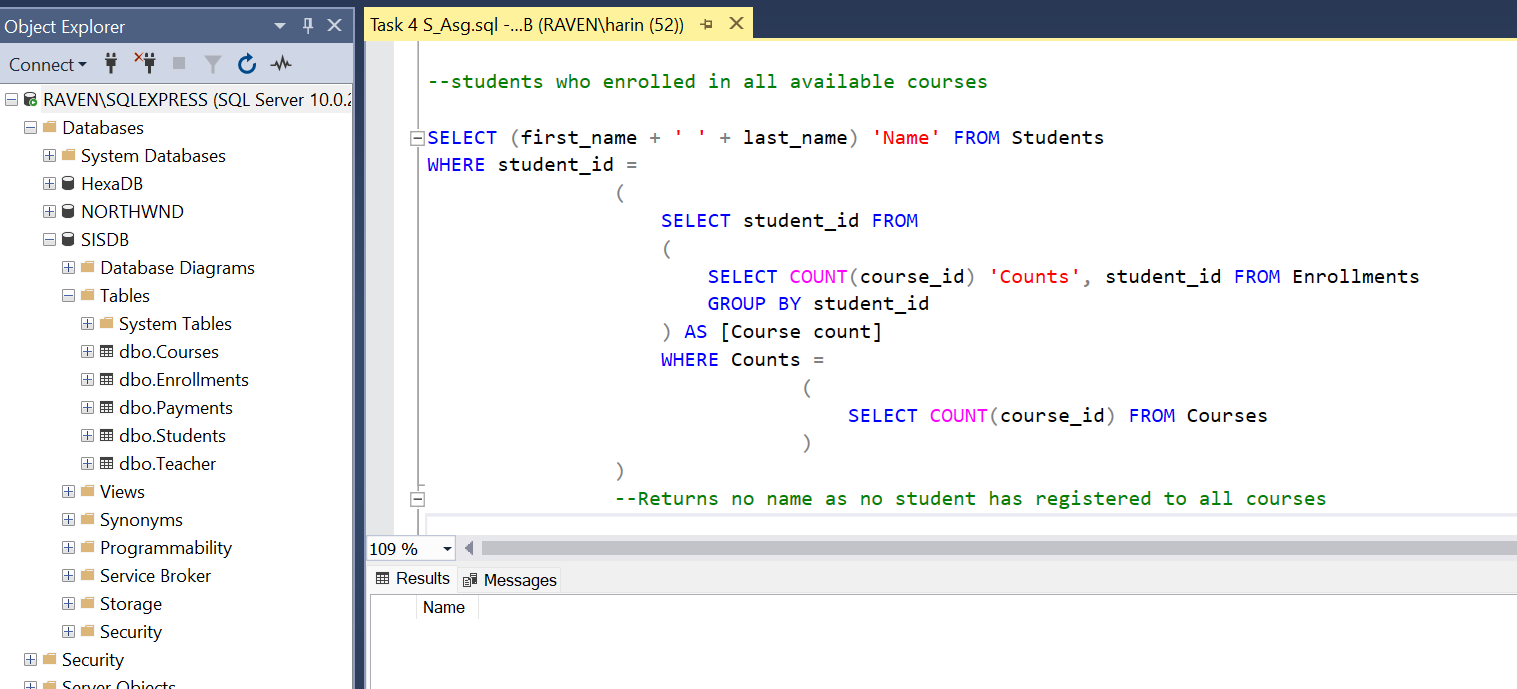 Object Explorer
Connect
RAVEN\SQLEXPRESS (SQL Server 10.0.2
Databases
System Databases
HexaDB
NORTHWND
SISDB
Database Diagrams
Tables
System Tables
dbo.Courses
dbo.Enrollments
dbo.Payments
dbo.Students
dbo.Teacher
Views
Synonyms
Programmability
Service Broker
Storage
Security
Security
Server Objects
Task 4 S_Asg.sql -...B (RAVEN\harin (52))
--students who enrolled in all available courses
SELECT (first_name + ' ' + last_name) 'Name' FROM Students
WHERE student_id =
(
SELECT student_id FROM
(
SELECT COUNT(course_id) 'Counts', student_id FROM Enrollments
GROUP BY student_id
) AS [Course count]
WHERE Counts =
(
SELECT COUNT(course_id) FROM Courses
)
)
--Returns no name as no student has registered to all courses
109 %
Results Messages
Name